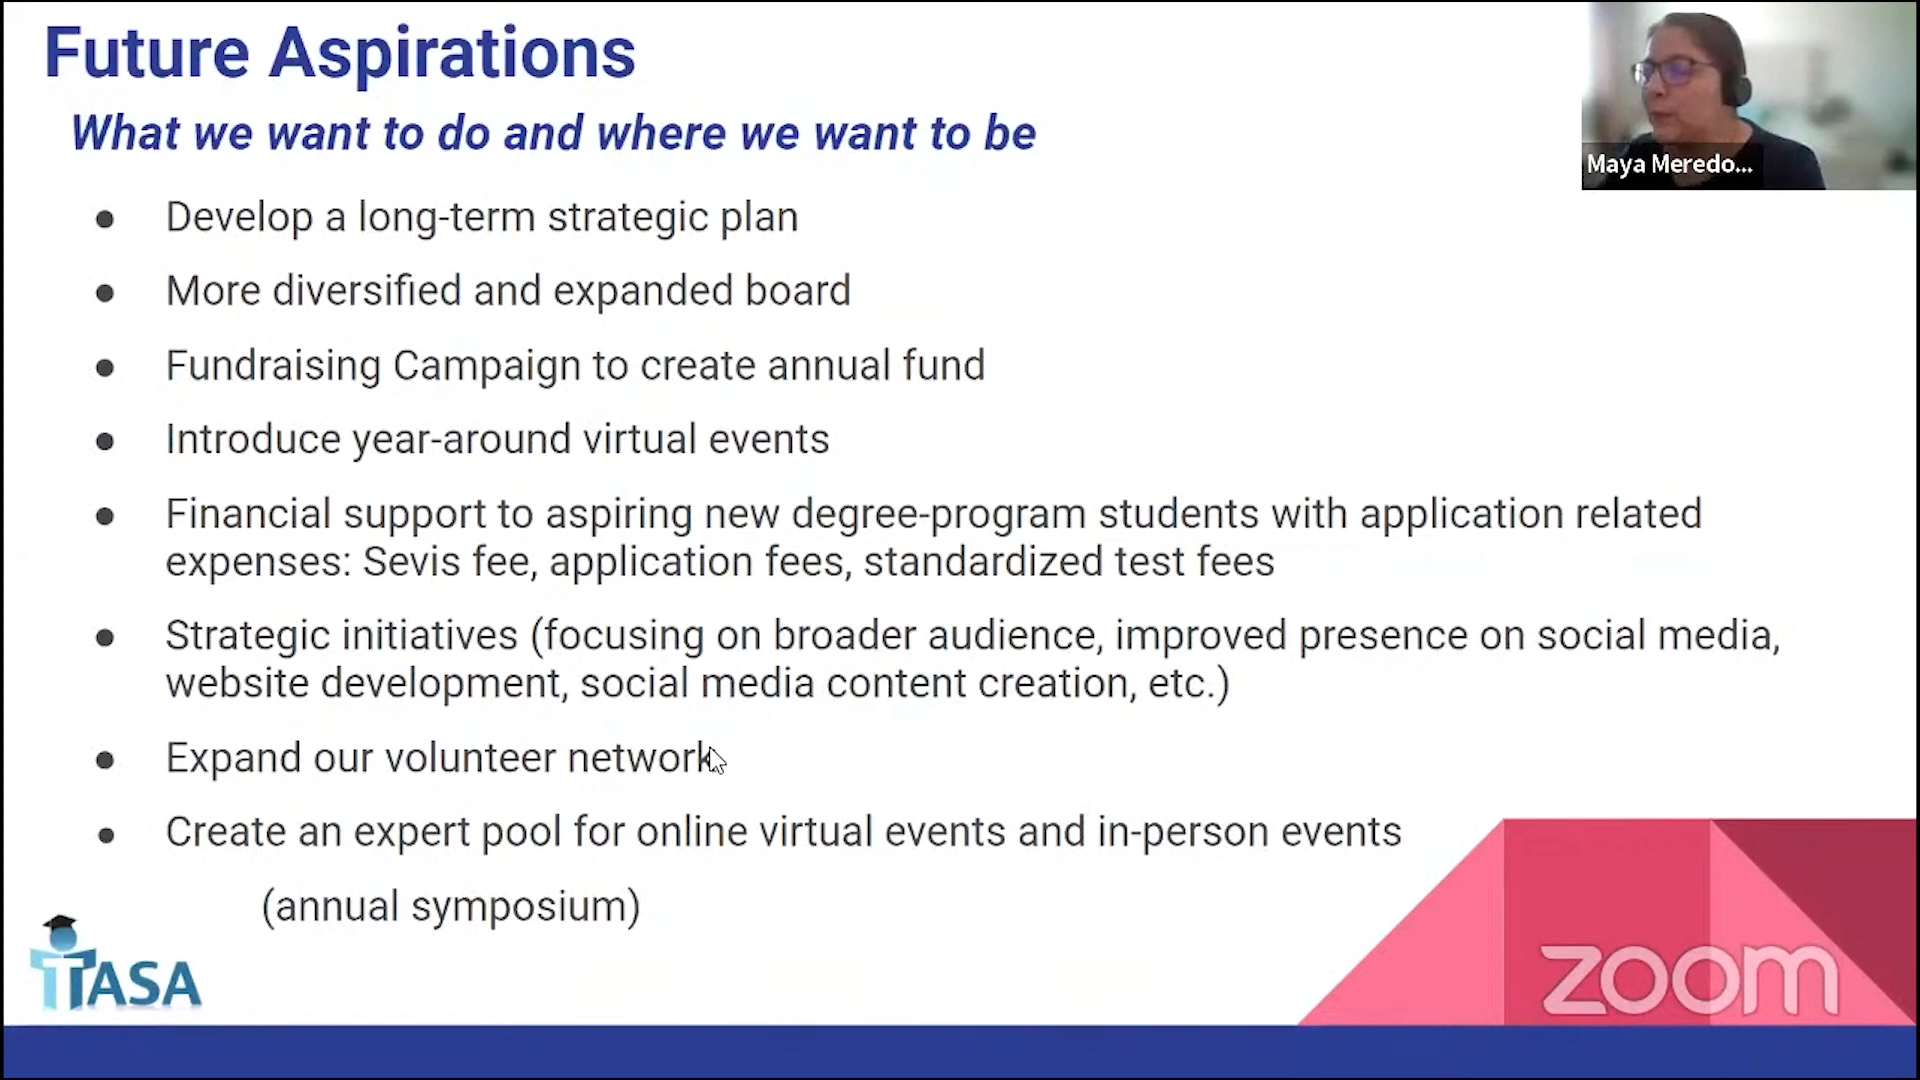 Future Aspirations
What we want to do and where we want to be
Maya Meredo...
● Develop a long-term strategic plan
● More diversified and expanded board
● Fundraising Campaign to create annual fund
● Introduce year-around virtual events
● Financial support to aspiring new degree-program students with application related
expenses: Sevis fee, application fees, standardized test fees
● Strategic initiatives (focusing on broader audience, improved presence on social media,
website development, social media content creation, etc.)
● Expand our volunteer network
● Create an expert pool for online virtual events and in-person events
(annual symposium)
TASA
zoom